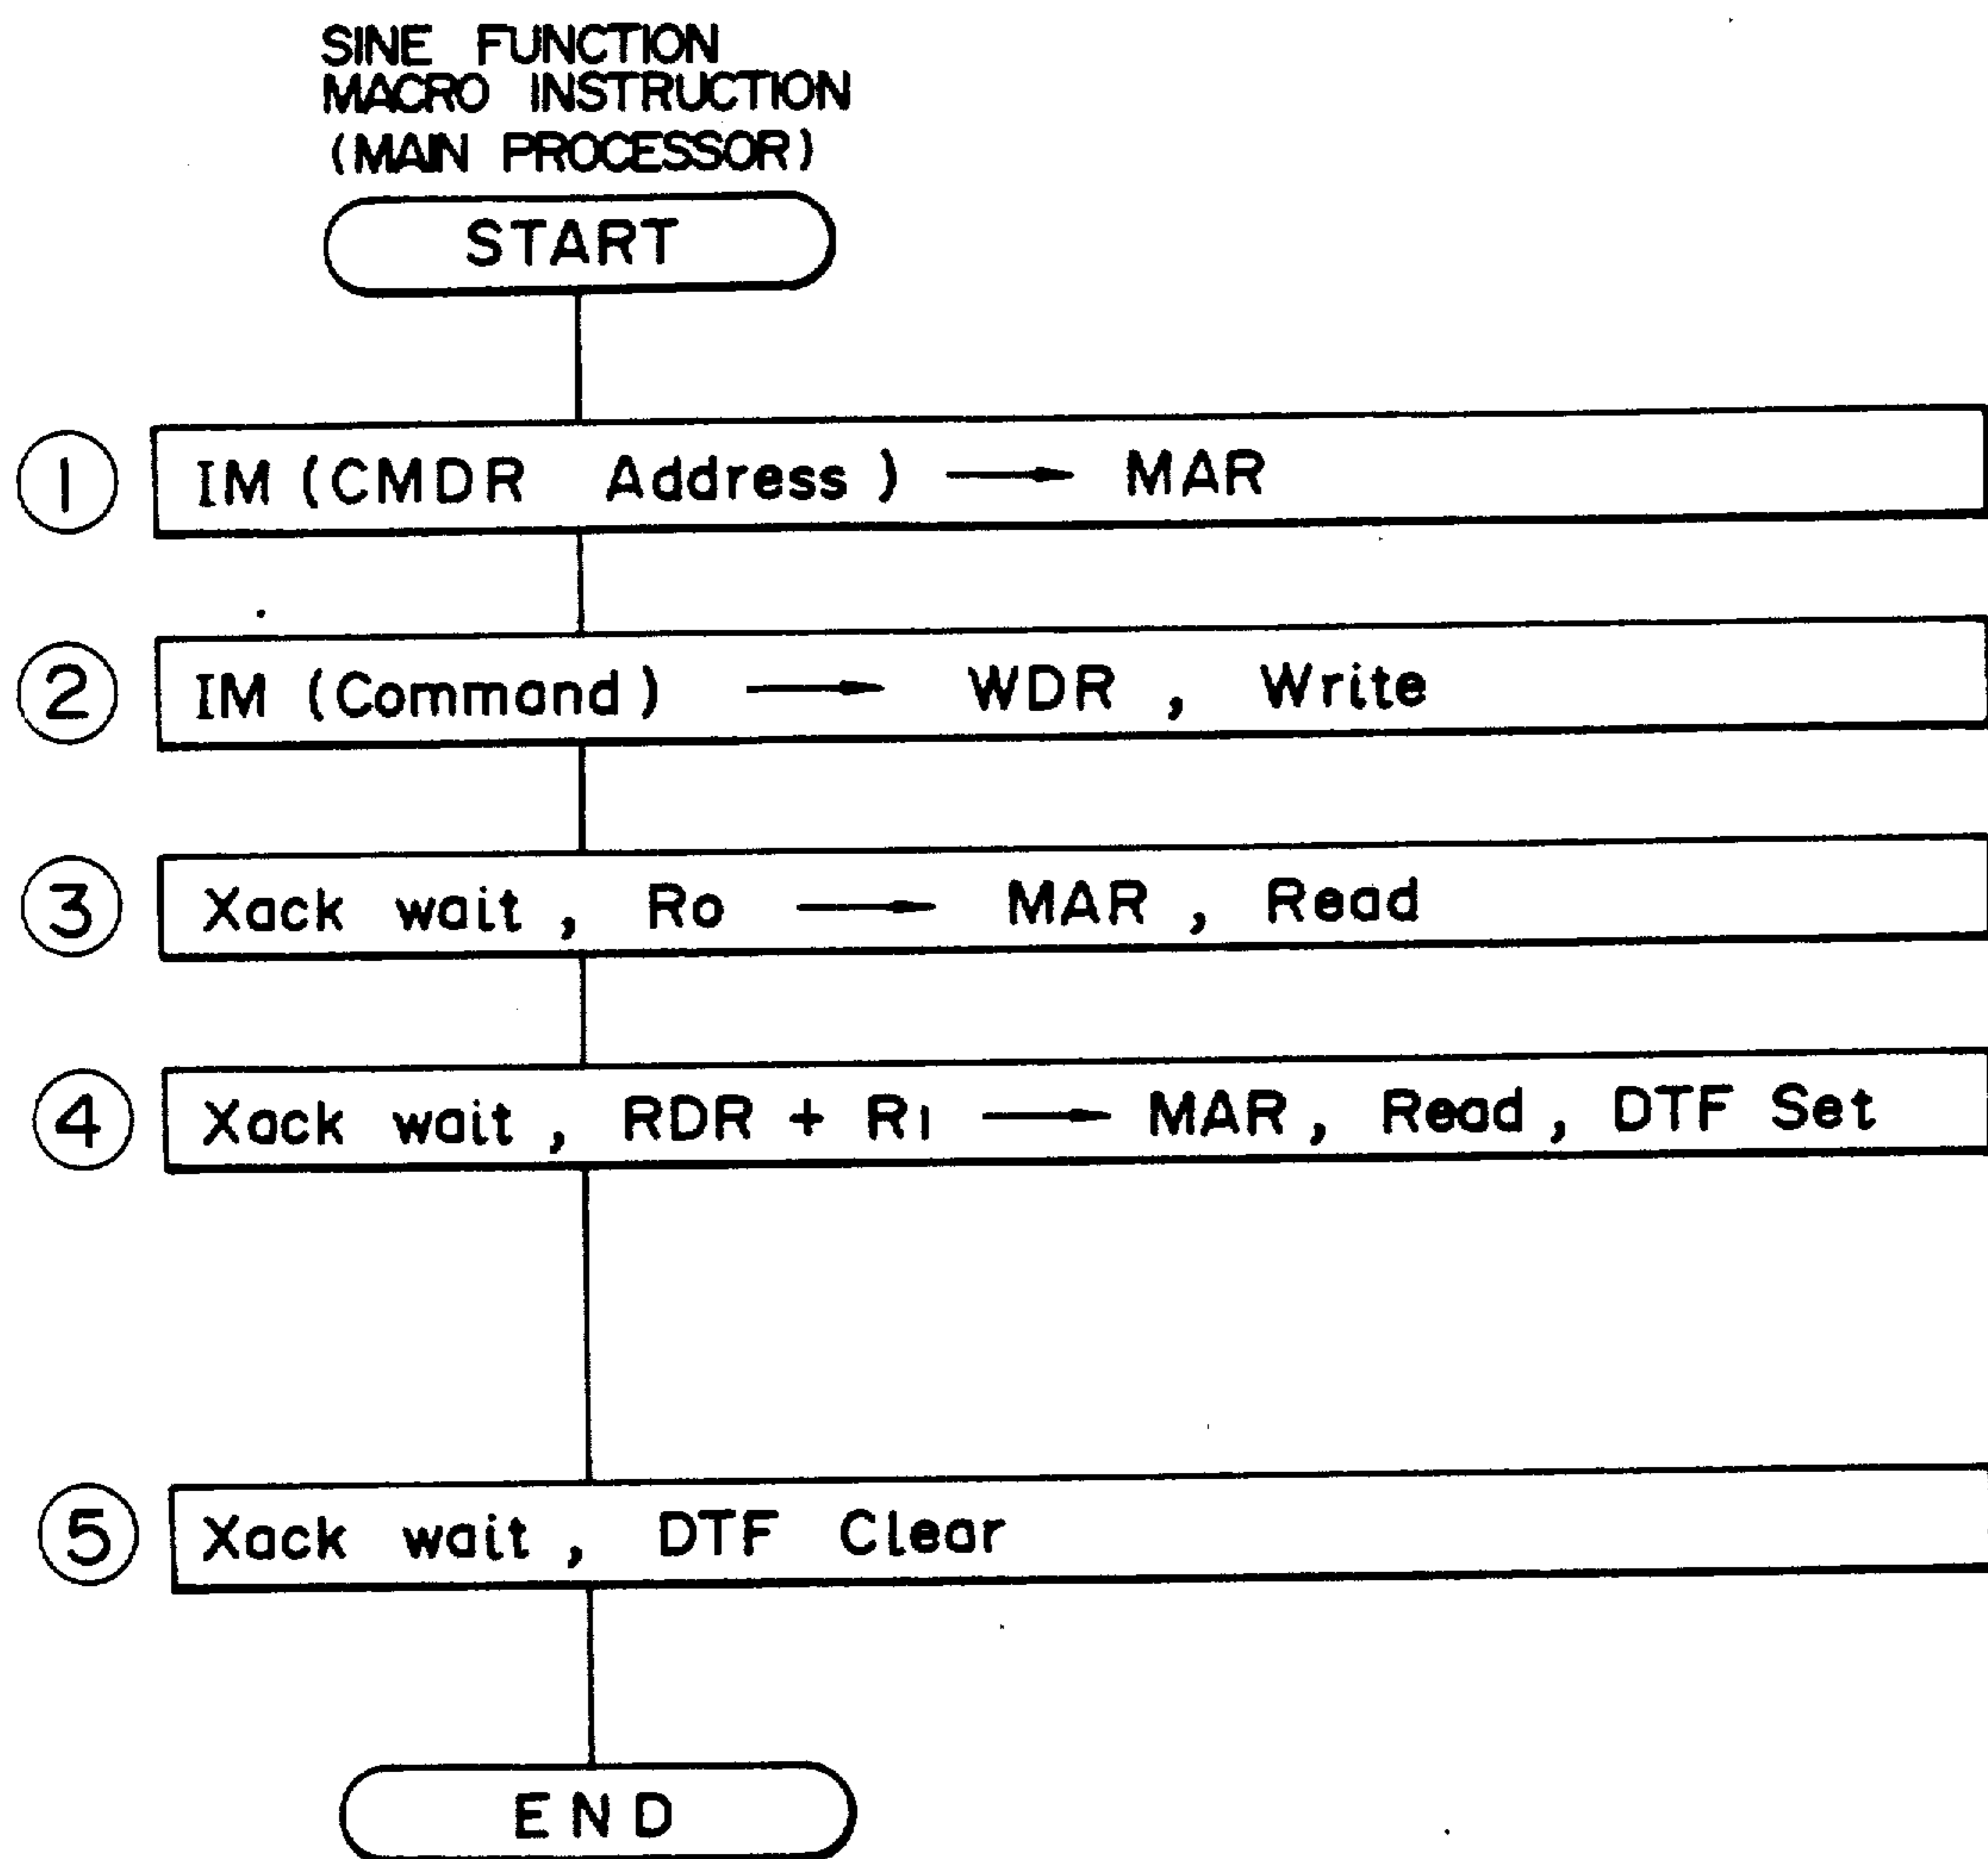 SINE FUNCTION
MACRO INSTRUCTION
(MAIN PROCESSOR)
START
1 IM (CMDR Address) → MAR
2 IM (Command) → WDR, Write
3 Xack wait, Ro → MAR, Read
4 Xack wait, RDR + R1 → MAR, Read, DTF Set
5 Xack wait, DTF Clear
END